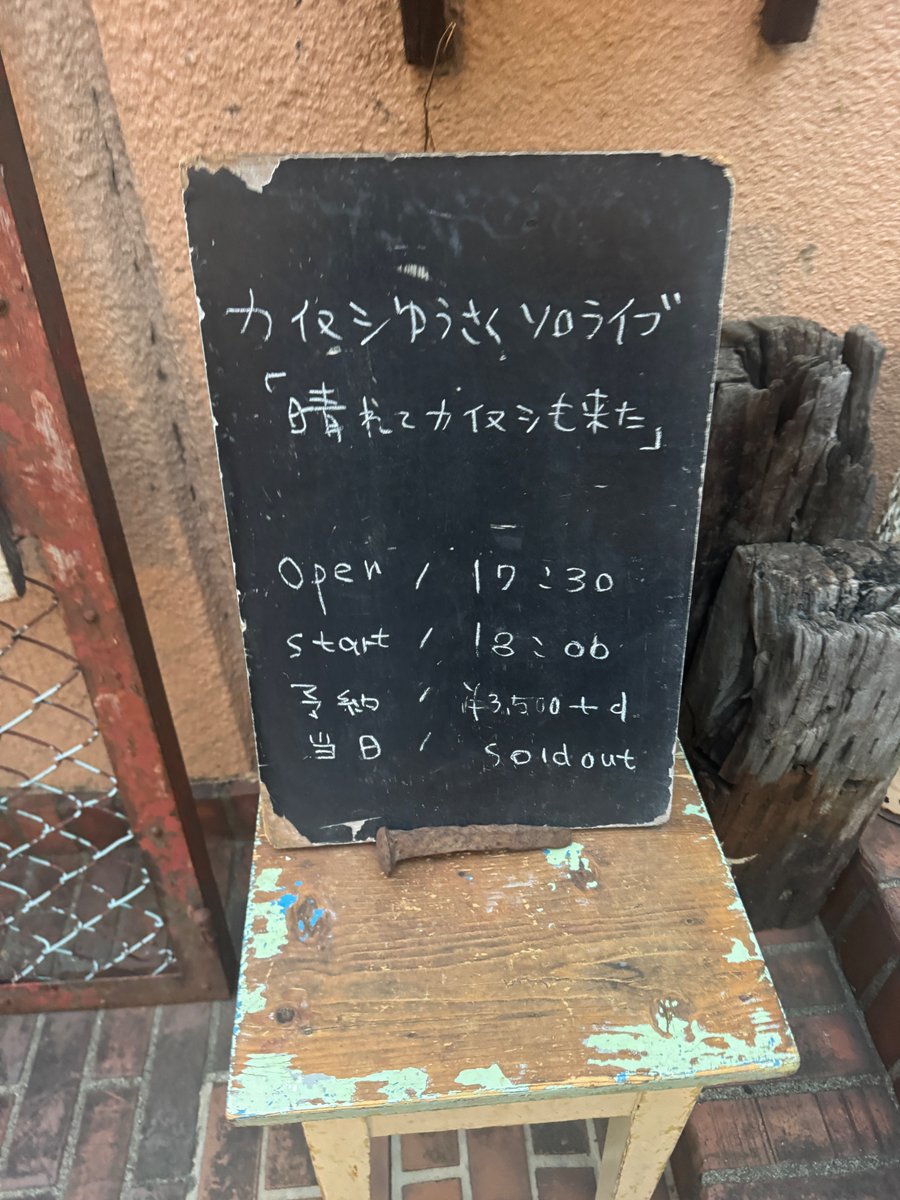 カイヌシゆうさくソロライブ
「晴れてカイヌシも来た」
Open / 17:30
start / 18:00
予約 / ¥3,500+d
当日 / soldout